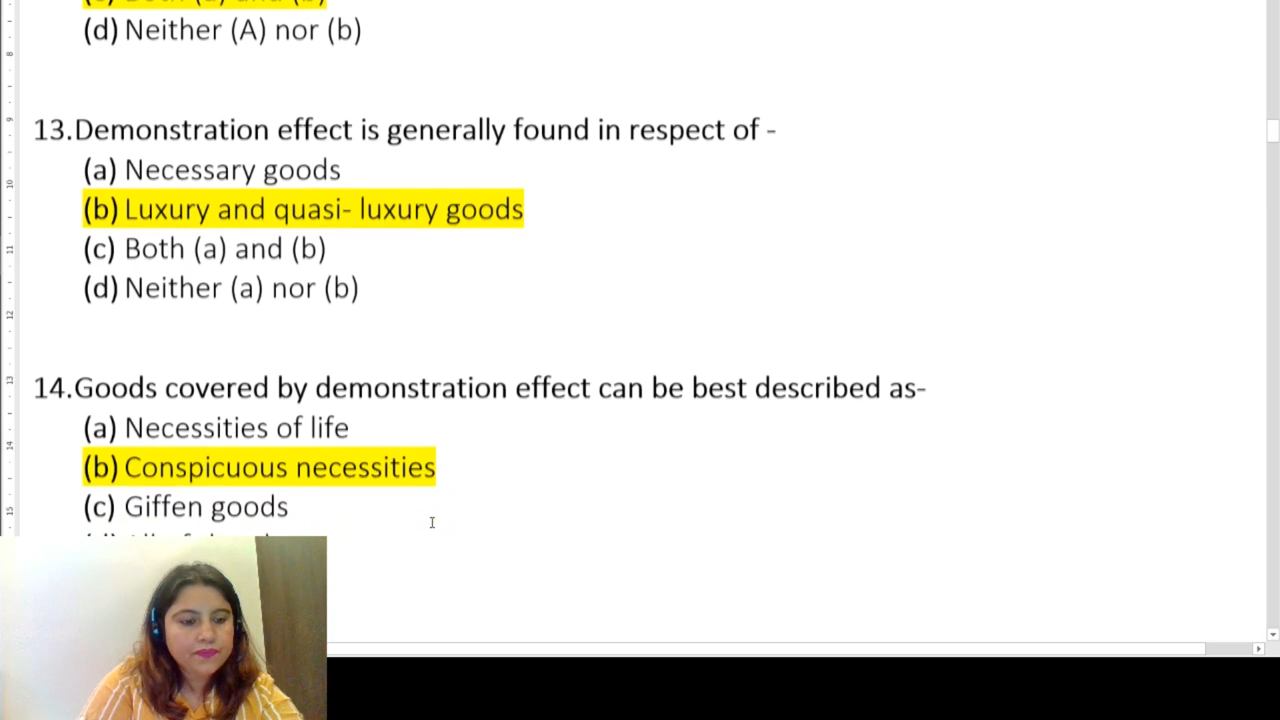 (d) Neither (A) nor (b)
13.Demonstration effect is generally found in respect of -
(a) Necessary goods
(b) Luxury and quasi- luxury goods
(c) Both (a) and (b)
(d) Neither (a) nor (b)
14.Goods covered by demonstration effect can be best described as-
(a) Necessities of life
(b) Conspicuous necessities
(c) Giffen goods